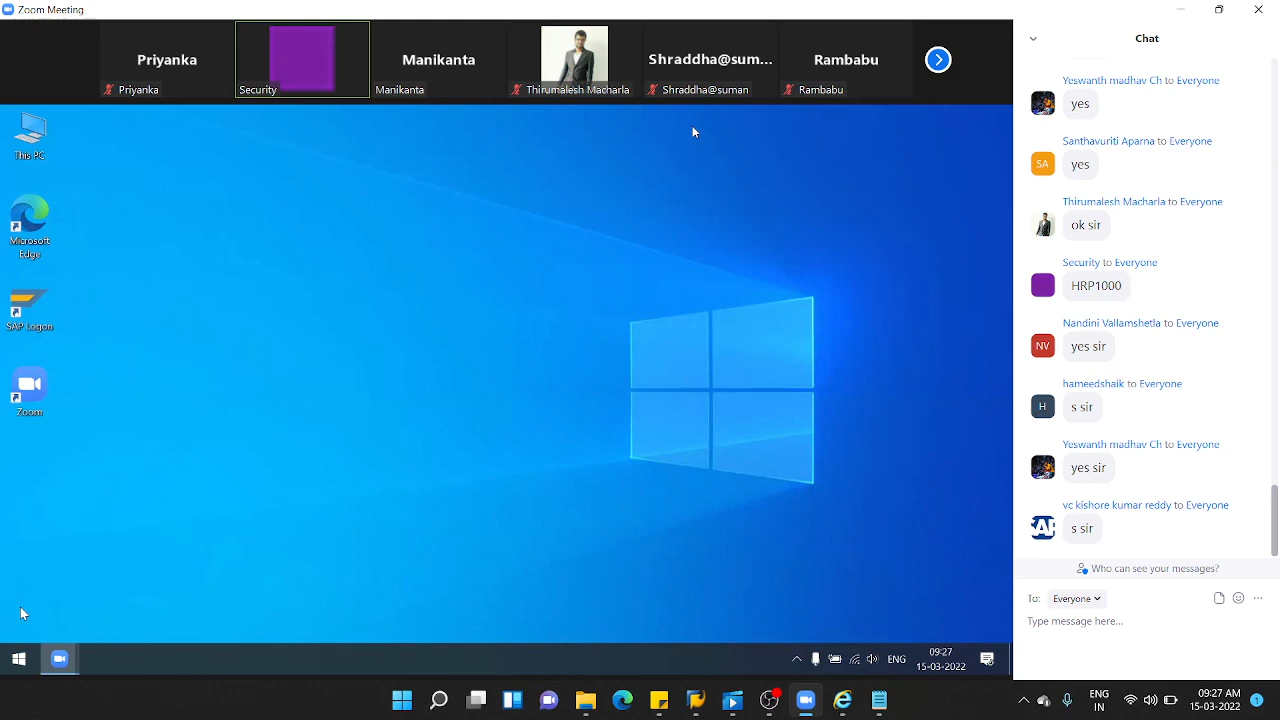 Zoom Meeting
Priyanka
Manikanta
Shraddha@sum...
Rambabu
Priyanka
Security
Manikanta
Thirumalesh Macharla
Shraddha@suman
Rambabu
This PC
Microsoft
Edge
SAP Logon
Zoom
ENG
09:27
15-03-2022
Chat
Yeswanth madhav Ch to Everyone
yes
Santhavuriti Aparna to Everyone
SA
yes
Thirumalesh Macharla to Everyone
ok sir
Security to Everyone
HRP1000
Nandini Vallamshetla to Everyone
NV
yes sir
hameedshaik to Everyone
H
s sir
Yeswanth madhav Ch to Everyone
yes sir
vc kishore kumar reddy to Everyone
SAP
s sir
Who can see your messages?
To: Everyone
Type message here...
ENG
IN
09:27 AM
15-03-2022
1